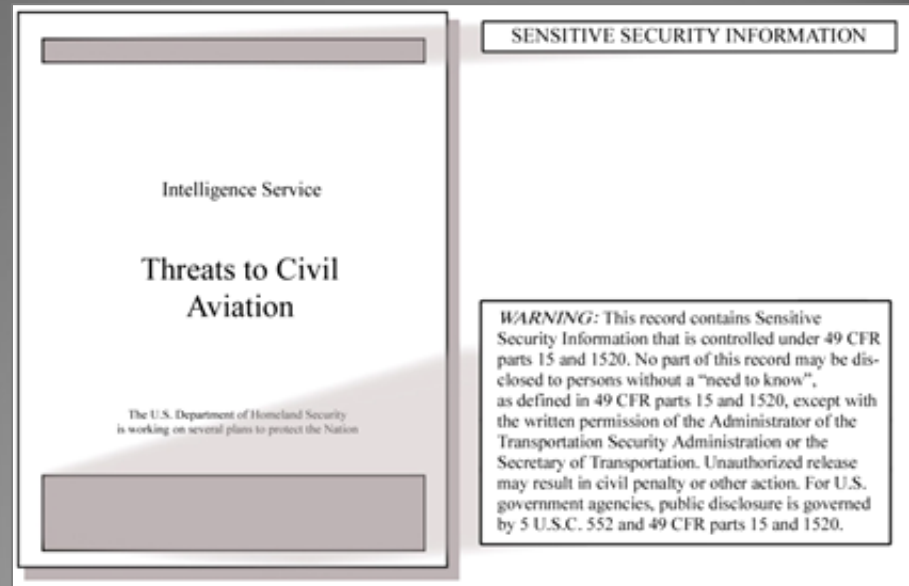 SENSITIVE SECURITY INFORMATION
Intelligence Service
Threats to Civil
Aviation
The U.S. Department of Homeland Security
is working on several plans to protect the Nation
WARNING: This record contains Sensitive
Security Information that is controlled under 49 CFR
parts 15 and 1520. No part of this record may be dis-
closed to persons without a “need to know”,
as defined in 49 CFR parts 15 and 1520, except with
the written permission of the Administrator of the
Transportation Security Administration or the
Secretary of Transportation. Unauthorized release
may result in civil penalty or other action. For U.S.
government agencies, public disclosure is governed
by 5 U.S.C. 552 and 49 CFR parts 15 and 1520.